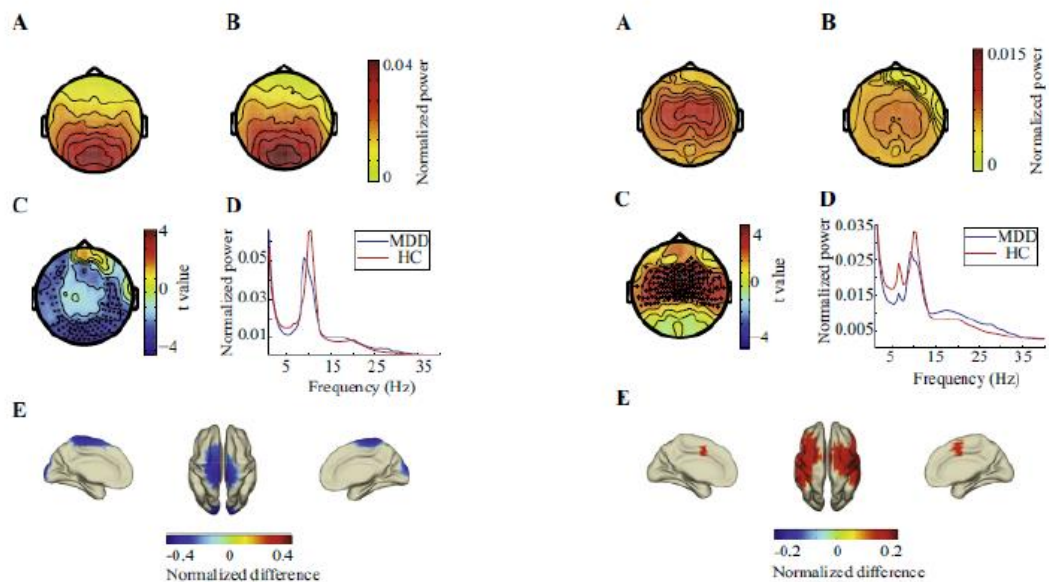 A
B
0.04
0
Normalized power
C
4
0
−4
t value
D
0.05
0.03
0.01
Normalized power
MDD
HC
5
15
25
35
Frequency (Hz)
E
-0.4
0
0.4
Normalized difference
A
B
0.015
0
Normalized power
C
4
0
−4
t value
D
0.035
0.025
0.015
0.005
Normalized power
MDD
HC
5
15
25
35
Frequency (Hz)
E
-0.2
0
0.2
Normalized difference